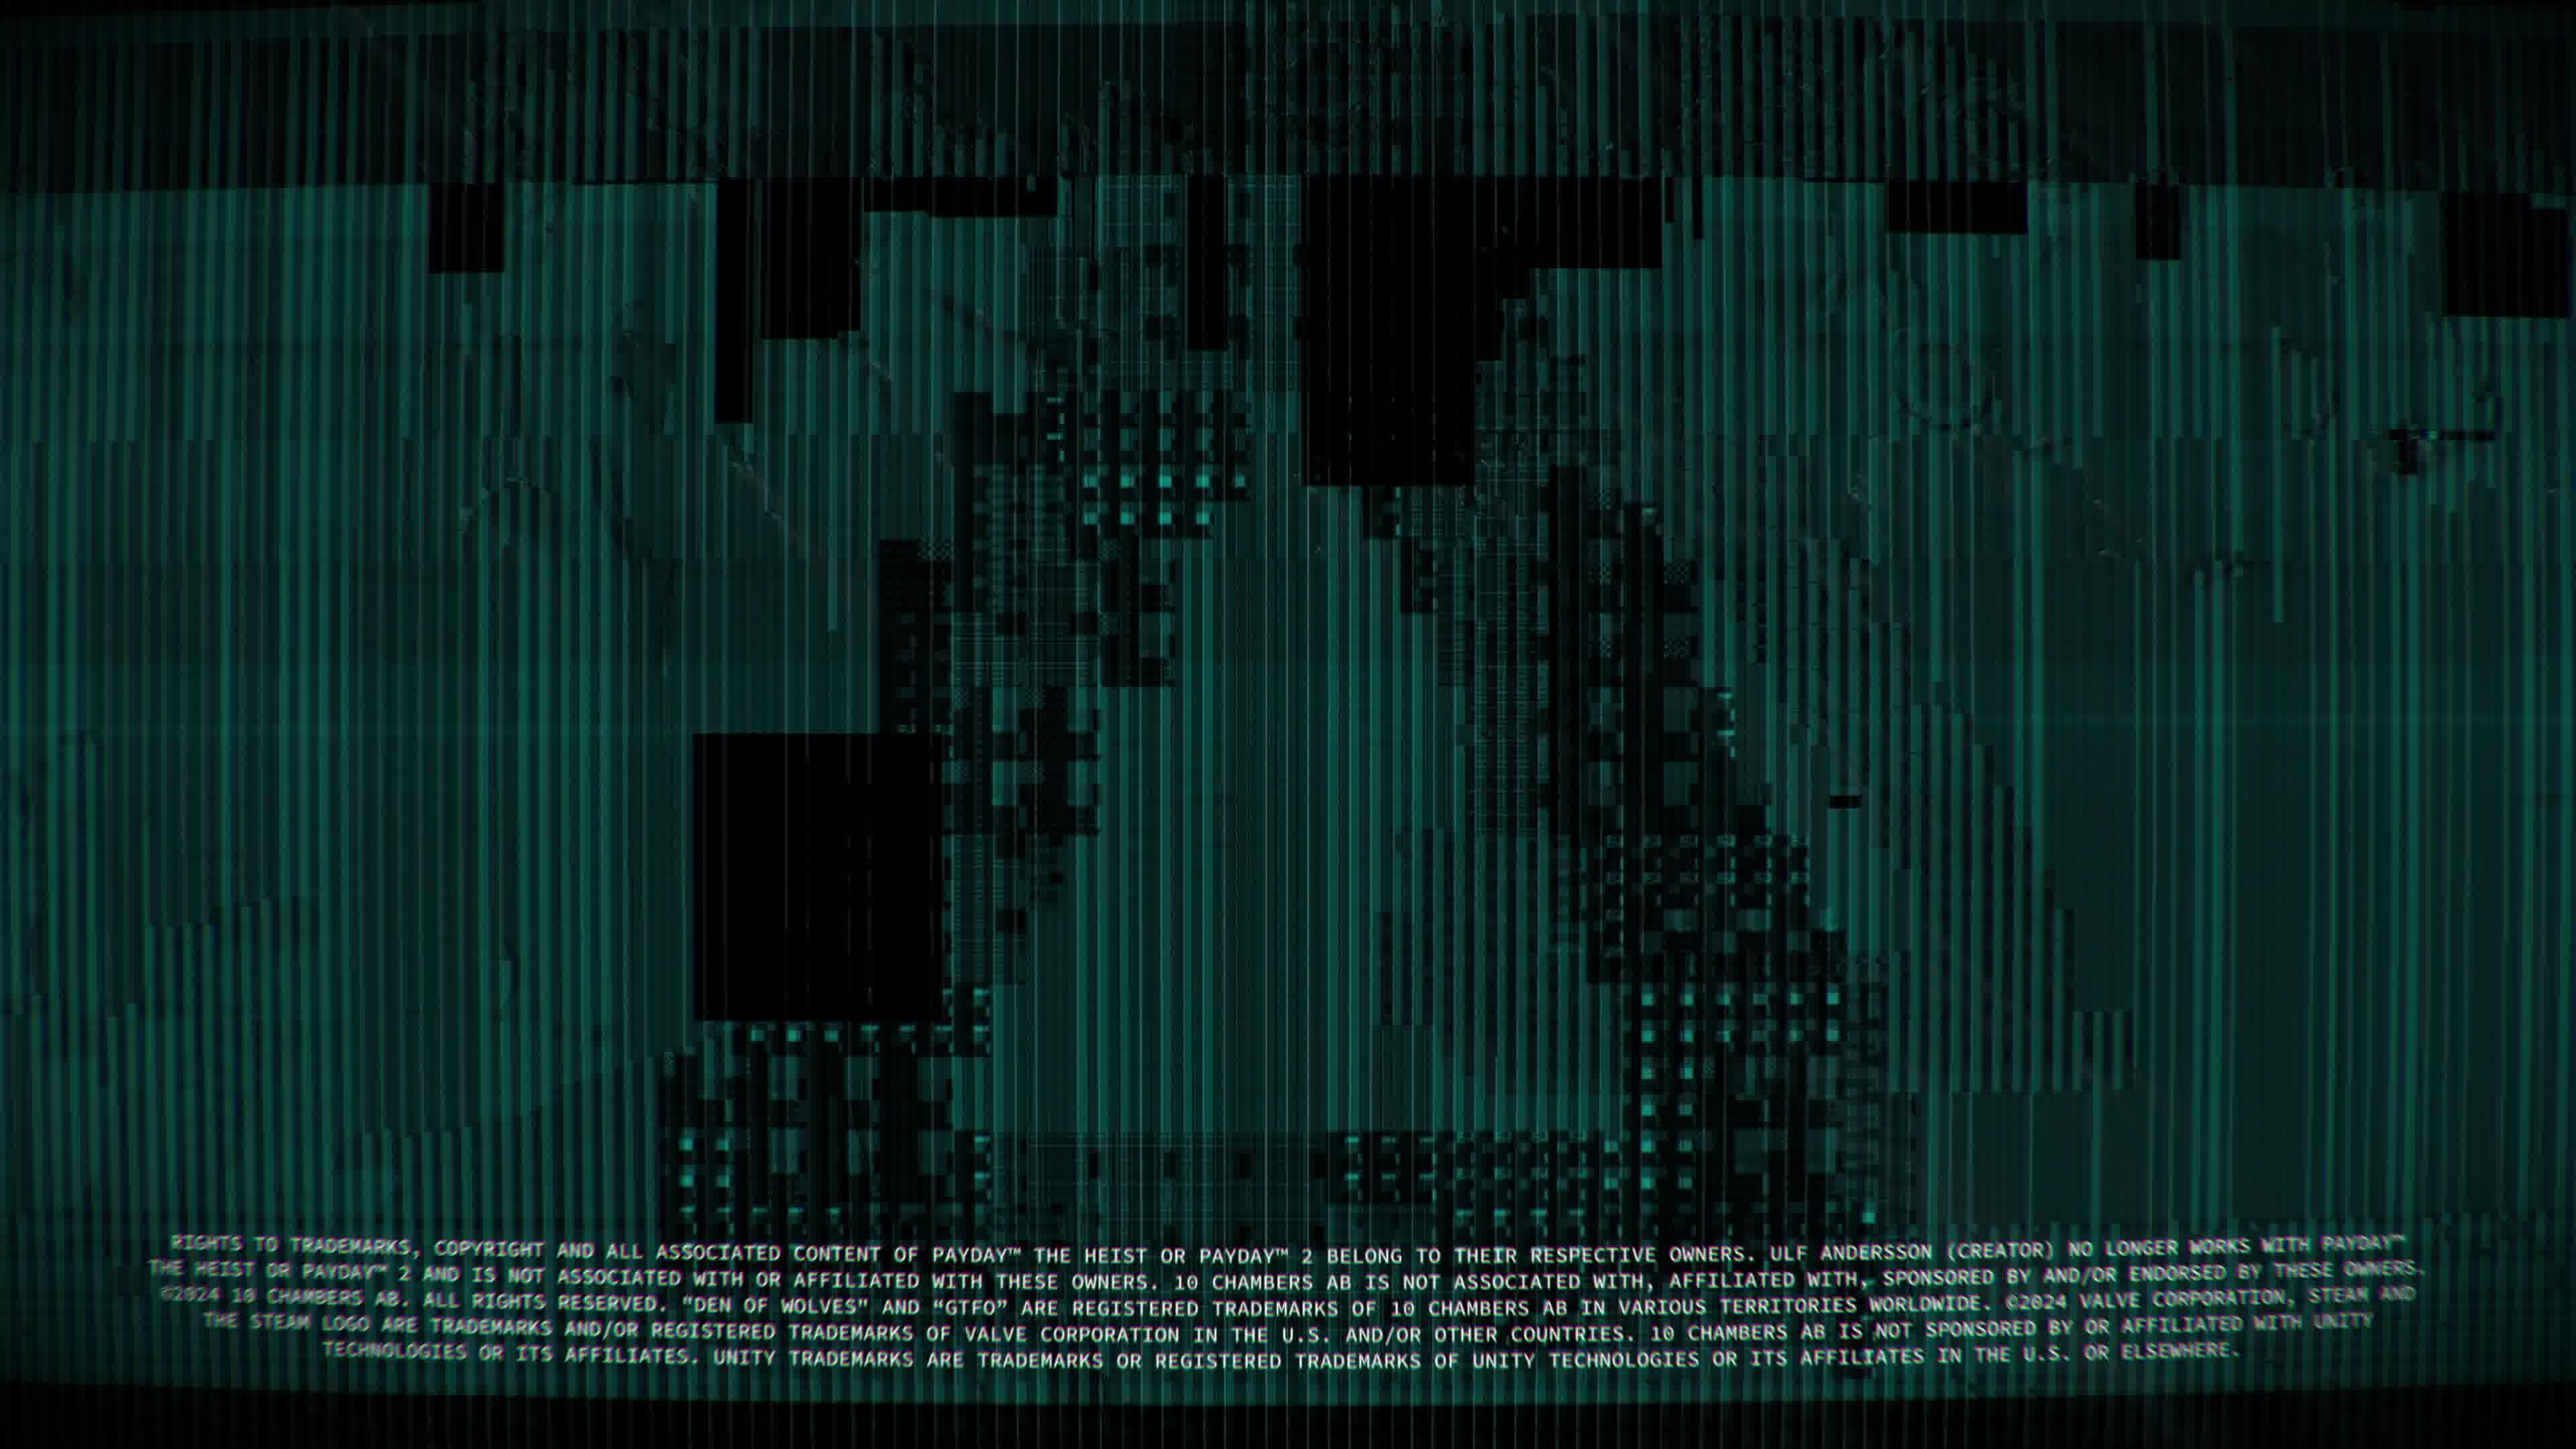 RIGHTS TO TRADEMARKS, COPYRIGHT AND ALL ASSOCIATED CONTENT OF PAYDAY™ THE HEIST OR PAYDAY™ 2 BELONG TO THEIR RESPECTIVE OWNERS. ULF ANDERSSON (CREATOR) NO LONGER WORKS WITH PAYDAY™
THE HEIST OR PAYDAY™ 2 AND IS NOT ASSOCIATED WITH OR AFFILIATED WITH THESE OWNERS. 10 CHAMBERS AB IS NOT ASSOCIATED WITH, AFFILIATED WITH, SPONSORED BY AND/OR ENDORSED BY THESE OWNERS.
©2024 10 CHAMBERS AB. ALL RIGHTS RESERVED. “DEN OF WOLVES” AND “GTFO” ARE REGISTERED TRADEMARKS OF 10 CHAMBERS AB IN VARIOUS TERRITORIES WORLDWIDE. ©2024 VALVE CORPORATION, STEAM AND
THE STEAM LOGO ARE TRADEMARKS AND/OR REGISTERED TRADEMARKS OF VALVE CORPORATION IN THE U.S. AND/OR OTHER COUNTRIES. 10 CHAMBERS AB IS NOT SPONSORED BY OR AFFILIATED WITH UNITY
TECHNOLOGIES OR ITS AFFILIATES. UNITY TRADEMARKS ARE TRADEMARKS OR REGISTERED TRADEMARKS OF UNITY TECHNOLOGIES OR ITS AFFILIATES IN THE U.S. OR ELSEWHERE.